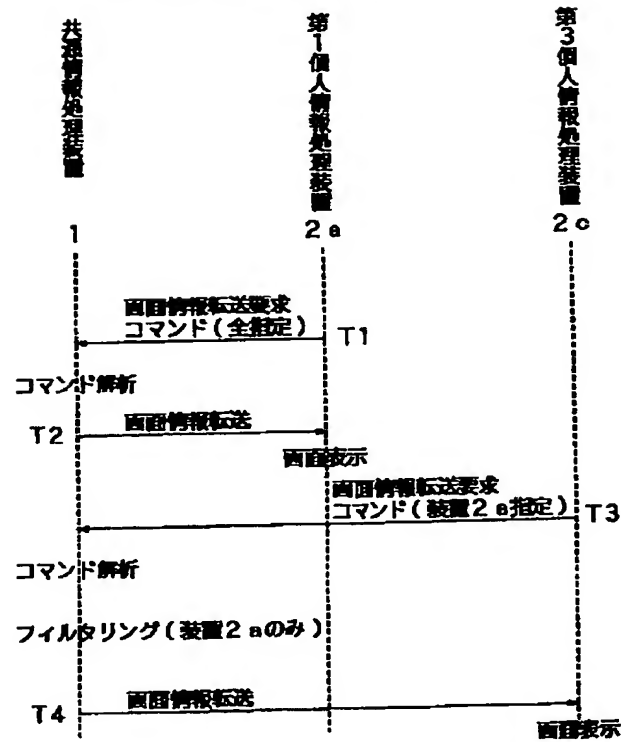 共通情報処理装置
1
第1個人情報処理装置
2a
第3個人情報処理装置
2c
画面情報転送要求
コマンド(全指定)
T1
コマンド解析
画面情報転送
T2
画面表示
画面情報転送要求
コマンド(装置2a指定)
T3
コマンド解析
フィルタリング(装置2aのみ)
画面情報転送
T4
画面表示